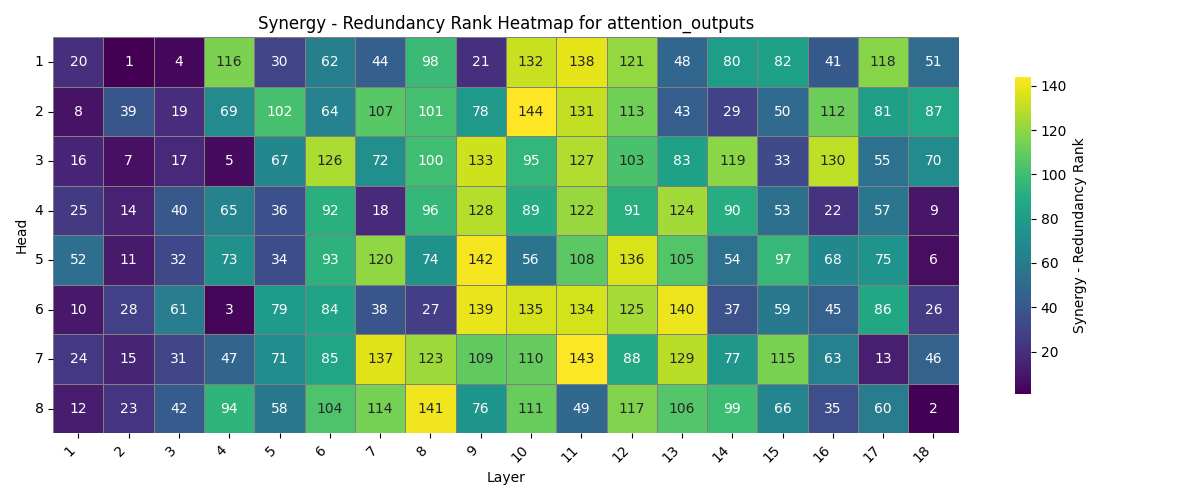 Synergy - Redundancy Rank Heatmap for attention_outputs
1 20 1 4 116 30 62 44 98 21 132 138 121 48 80 82 41 118 51
2 8 39 19 69 102 64 107 101 78 144 131 113 43 29 50 112 81 87
3 16 7 17 5 67 126 72 100 133 95 127 103 83 119 33 130 55 70
4 25 14 40 65 36 92 18 96 128 89 122 91 124 90 53 22 57 9
5 52 11 32 73 34 93 120 74 142 56 108 136 105 54 97 68 75 6
6 10 28 61 3 79 84 38 27 139 135 134 125 140 37 59 45 86 26
7 24 15 31 47 71 85 137 123 109 110 143 88 129 77 115 63 13 46
8 12 23 42 94 58 104 114 141 76 111 49 117 106 99 66 35 60 2
1 2 3 4 5 6 7 8 9 10 11 12 13 14 15 16 17 18
Layer
Head
140
120
100
80
60
40
20
Synergy - Redundancy Rank